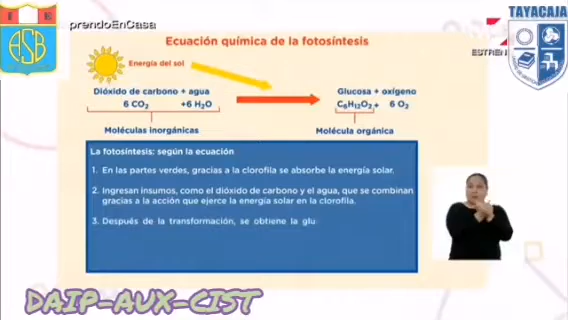 I E
ASB
prendoEnCasa
TAYACAJA
ESTREN
Ecuación química de la fotosíntesis
Energía del sol
Dióxido de carbono + agua
6 CO2 +6 H2O
Glucosa + oxígeno
C6H12O2 + 6 O2
Moléculas inorgánicas
Molécula orgánica
La fotosíntesis: según la ecuación
1. En las partes verdes, gracias a la clorofila se absorbe la energía solar.
2. Ingresan insumos, como el dióxido de carbono y el agua, que se combinan
gracias a la acción que ejerce la energía solar en la clorofila.
3. Después de la transformación, se obtiene la glu
DAIP-AUX-CIST